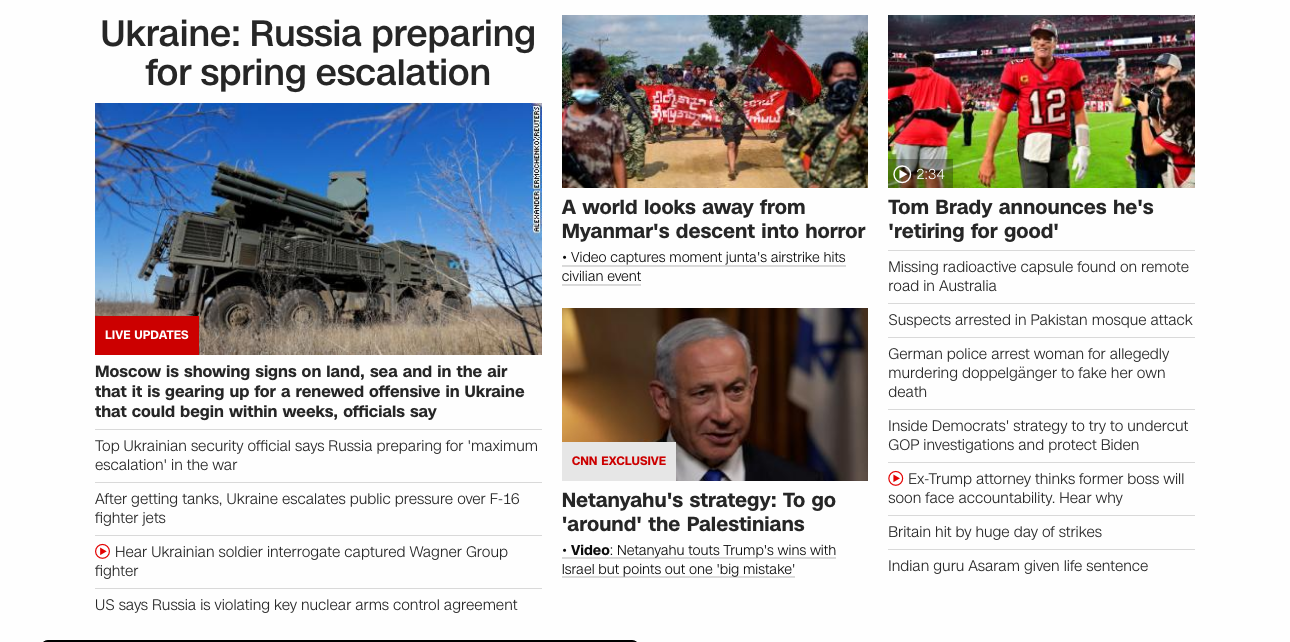 Ukraine: Russia preparing
for spring escalation
ALEXANDER ERMOCHENKO/REUTERS
LIVE UPDATES
Moscow is showing signs on land, sea and in the air
that it is gearing up for a renewed offensive in Ukraine
that could begin within weeks, officials say
Top Ukrainian security official says Russia preparing for 'maximum
escalation' in the war
After getting tanks, Ukraine escalates public pressure over F-16
fighter jets
Hear Ukrainian soldier interrogate captured Wagner Group
fighter
US says Russia is violating key nuclear arms control agreement
A world looks away from
Myanmar's descent into horror
• Video captures moment junta's airstrike hits
civilian event
CNN EXCLUSIVE
Netanyahu's strategy: To go
'around' the Palestinians
• Video: Netanyahu touts Trump's wins with
Israel but points out one 'big mistake'
12
2:34
Tom Brady announces he's
'retiring for good'
Missing radioactive capsule found on remote
road in Australia
Suspects arrested in Pakistan mosque attack
German police arrest woman for allegedly
murdering doppelgänger to fake her own
death
Inside Democrats' strategy to try to undercut
GOP investigations and protect Biden
Ex-Trump attorney thinks former boss will
soon face accountability. Hear why
Britain hit by huge day of strikes
Indian guru Asaram given life sentence